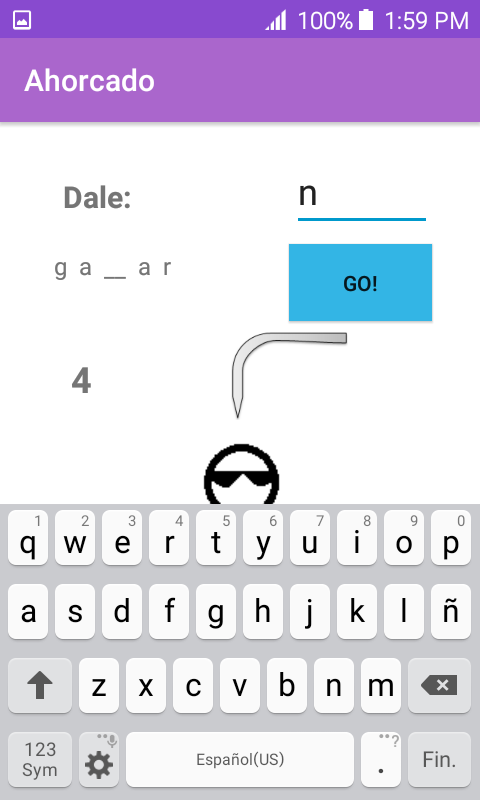 100% 1:59 PM
Ahorcado
Dale: n
g a __ a r
GO!
4
1 2 3 4 5 6 7 8 9 0
q w e r t y u i o p
a s d f g h j k l ñ
z x c v b n m
123 Sym Español(US) . ? Fin.